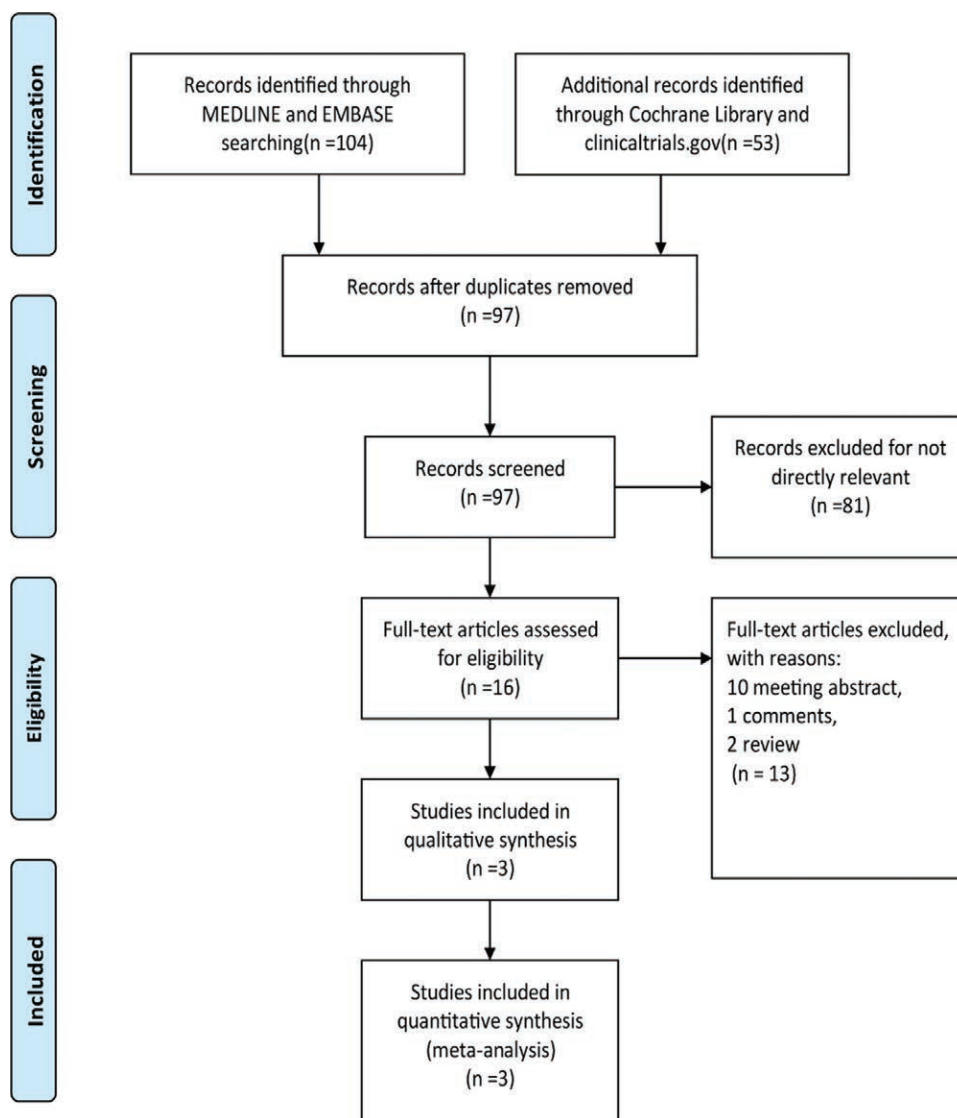 Identification
Records identified through
MEDLINE and EMBASE
searching(n =104)
Additional records identified
through Cochrane Library and
clinicaltrials.gov(n =53)
Records after duplicates removed
(n =97)
Screening
Records screened
(n =97)
Records excluded for not
directly relevant
(n =81)
Eligibility
Full-text articles assessed
for eligibility
(n =16)
Full-text articles excluded,
with reasons:
10 meeting abstract,
1 comments,
2 review
(n = 13)
Studies included in
qualitative synthesis
(n =3)
Included
Studies included in
quantitative synthesis
(meta-analysis)
(n =3)